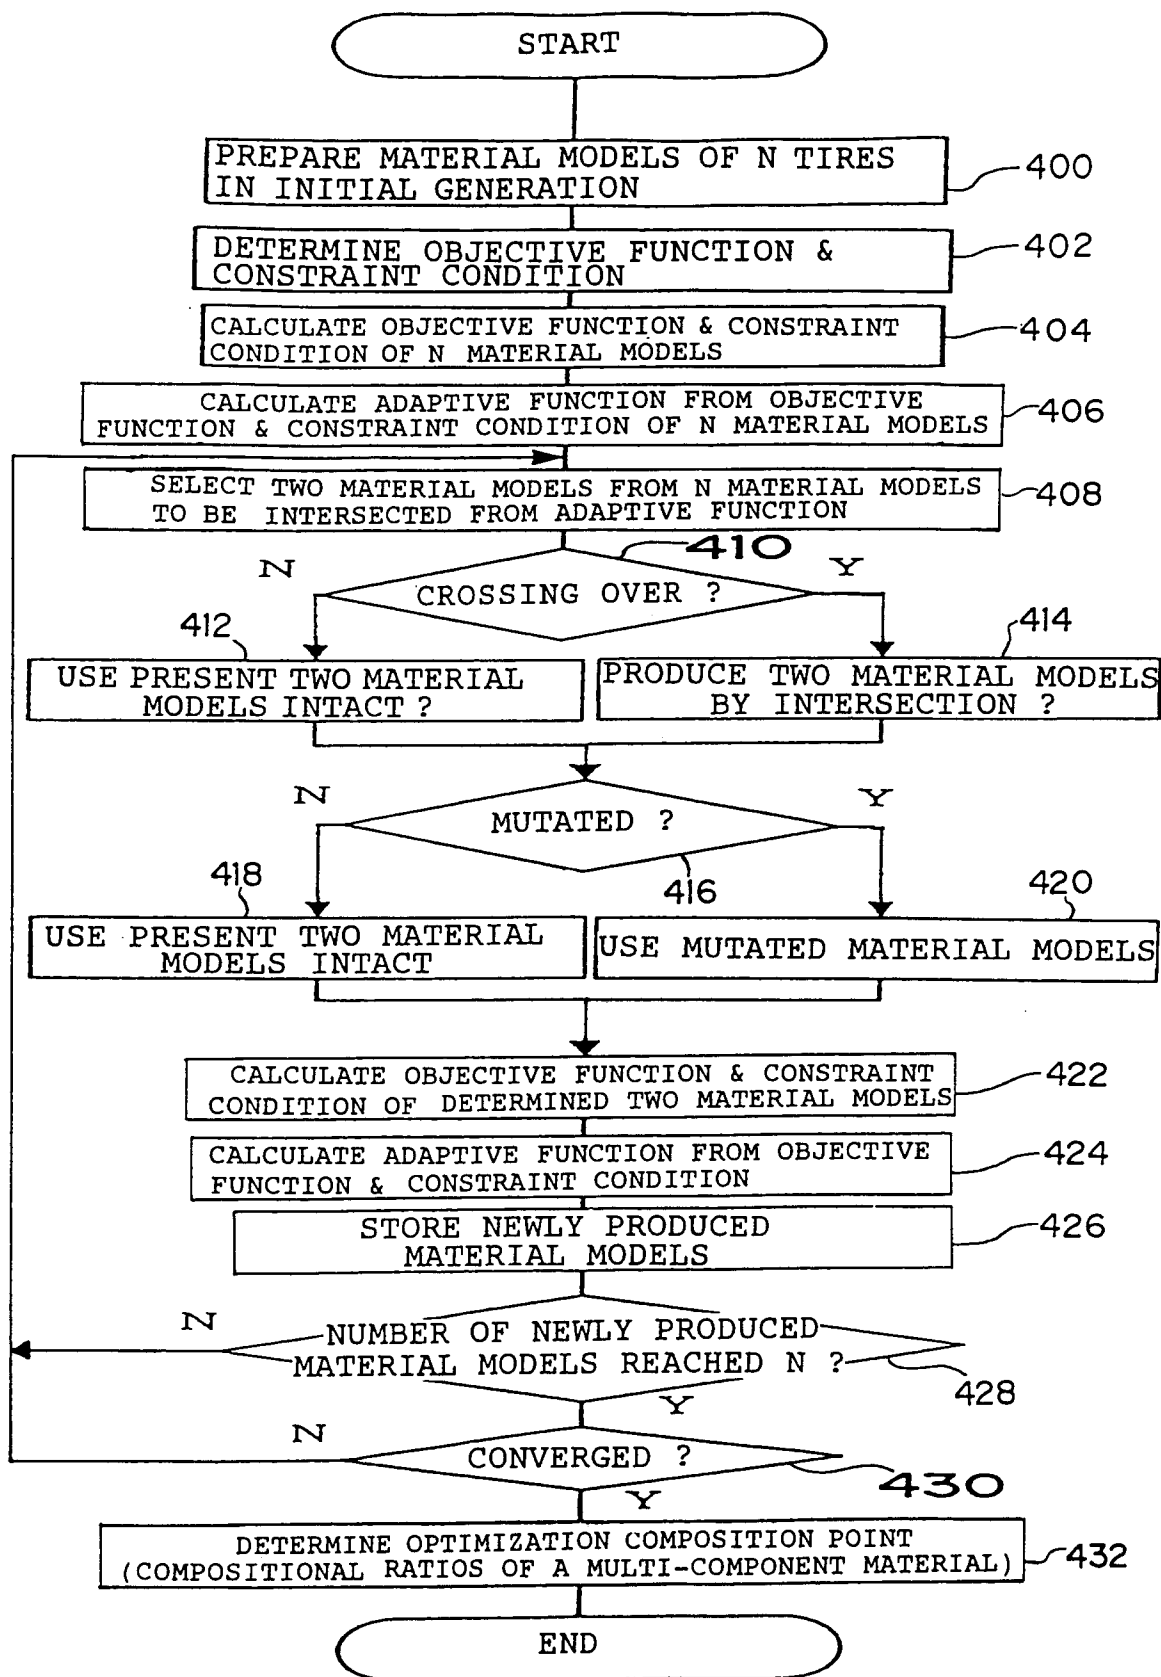 START
PREPARE MATERIAL MODELS OF N TIRES
IN INITIAL GENERATION
400
DETERMINE OBJECTIVE FUNCTION &
CONSTRAINT CONDITION
402
CALCULATE OBJECTIVE FUNCTION & CONSTRAINT
CONDITION OF N MATERIAL MODELS
404
CALCULATE ADAPTIVE FUNCTION FROM OBJECTIVE
FUNCTION & CONSTRAINT CONDITION OF N MATERIAL MODELS
406
SELECT TWO MATERIAL MODELS FROM N MATERIAL MODELS
TO BE INTERSECTED FROM ADAPTIVE FUNCTION
408
410
N
CROSSING OVER ?
Y
412
414
USE PRESENT TWO MATERIAL
MODELS INTACT ?
PRODUCE TWO MATERIAL MODELS
BY INTERSECTION ?
N
MUTATED ?
Y
416
418
420
USE PRESENT TWO MATERIAL
MODELS INTACT
USE MUTATED MATERIAL MODELS
CALCULATE OBJECTIVE FUNCTION & CONSTRAINT
CONDITION OF DETERMINED TWO MATERIAL MODELS
422
CALCULATE ADAPTIVE FUNCTION FROM OBJECTIVE
FUNCTION & CONSTRAINT CONDITION
424
STORE NEWLY PRODUCED
MATERIAL MODELS
426
N
NUMBER OF NEWLY PRODUCED
MATERIAL MODELS REACHED N ?
428
Y
N
CONVERGED ?
430
Y
DETERMINE OPTIMIZATION COMPOSITION POINT
(COMPOSITIONAL RATIOS OF A MULTI-COMPONENT MATERIAL)
432
END